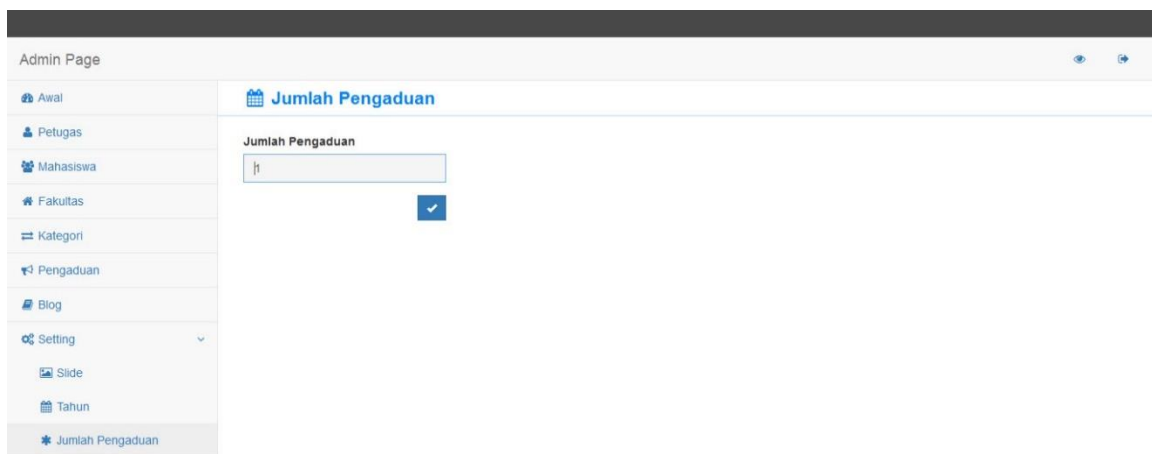 Admin Page
Awal
Jumlah Pengaduan
Petugas
Jumlah Pengaduan
Mahasiswa
1
Fakultas
Kategori
Pengaduan
Blog
Setting
Slide
Tahun
Jumlah Pengaduan